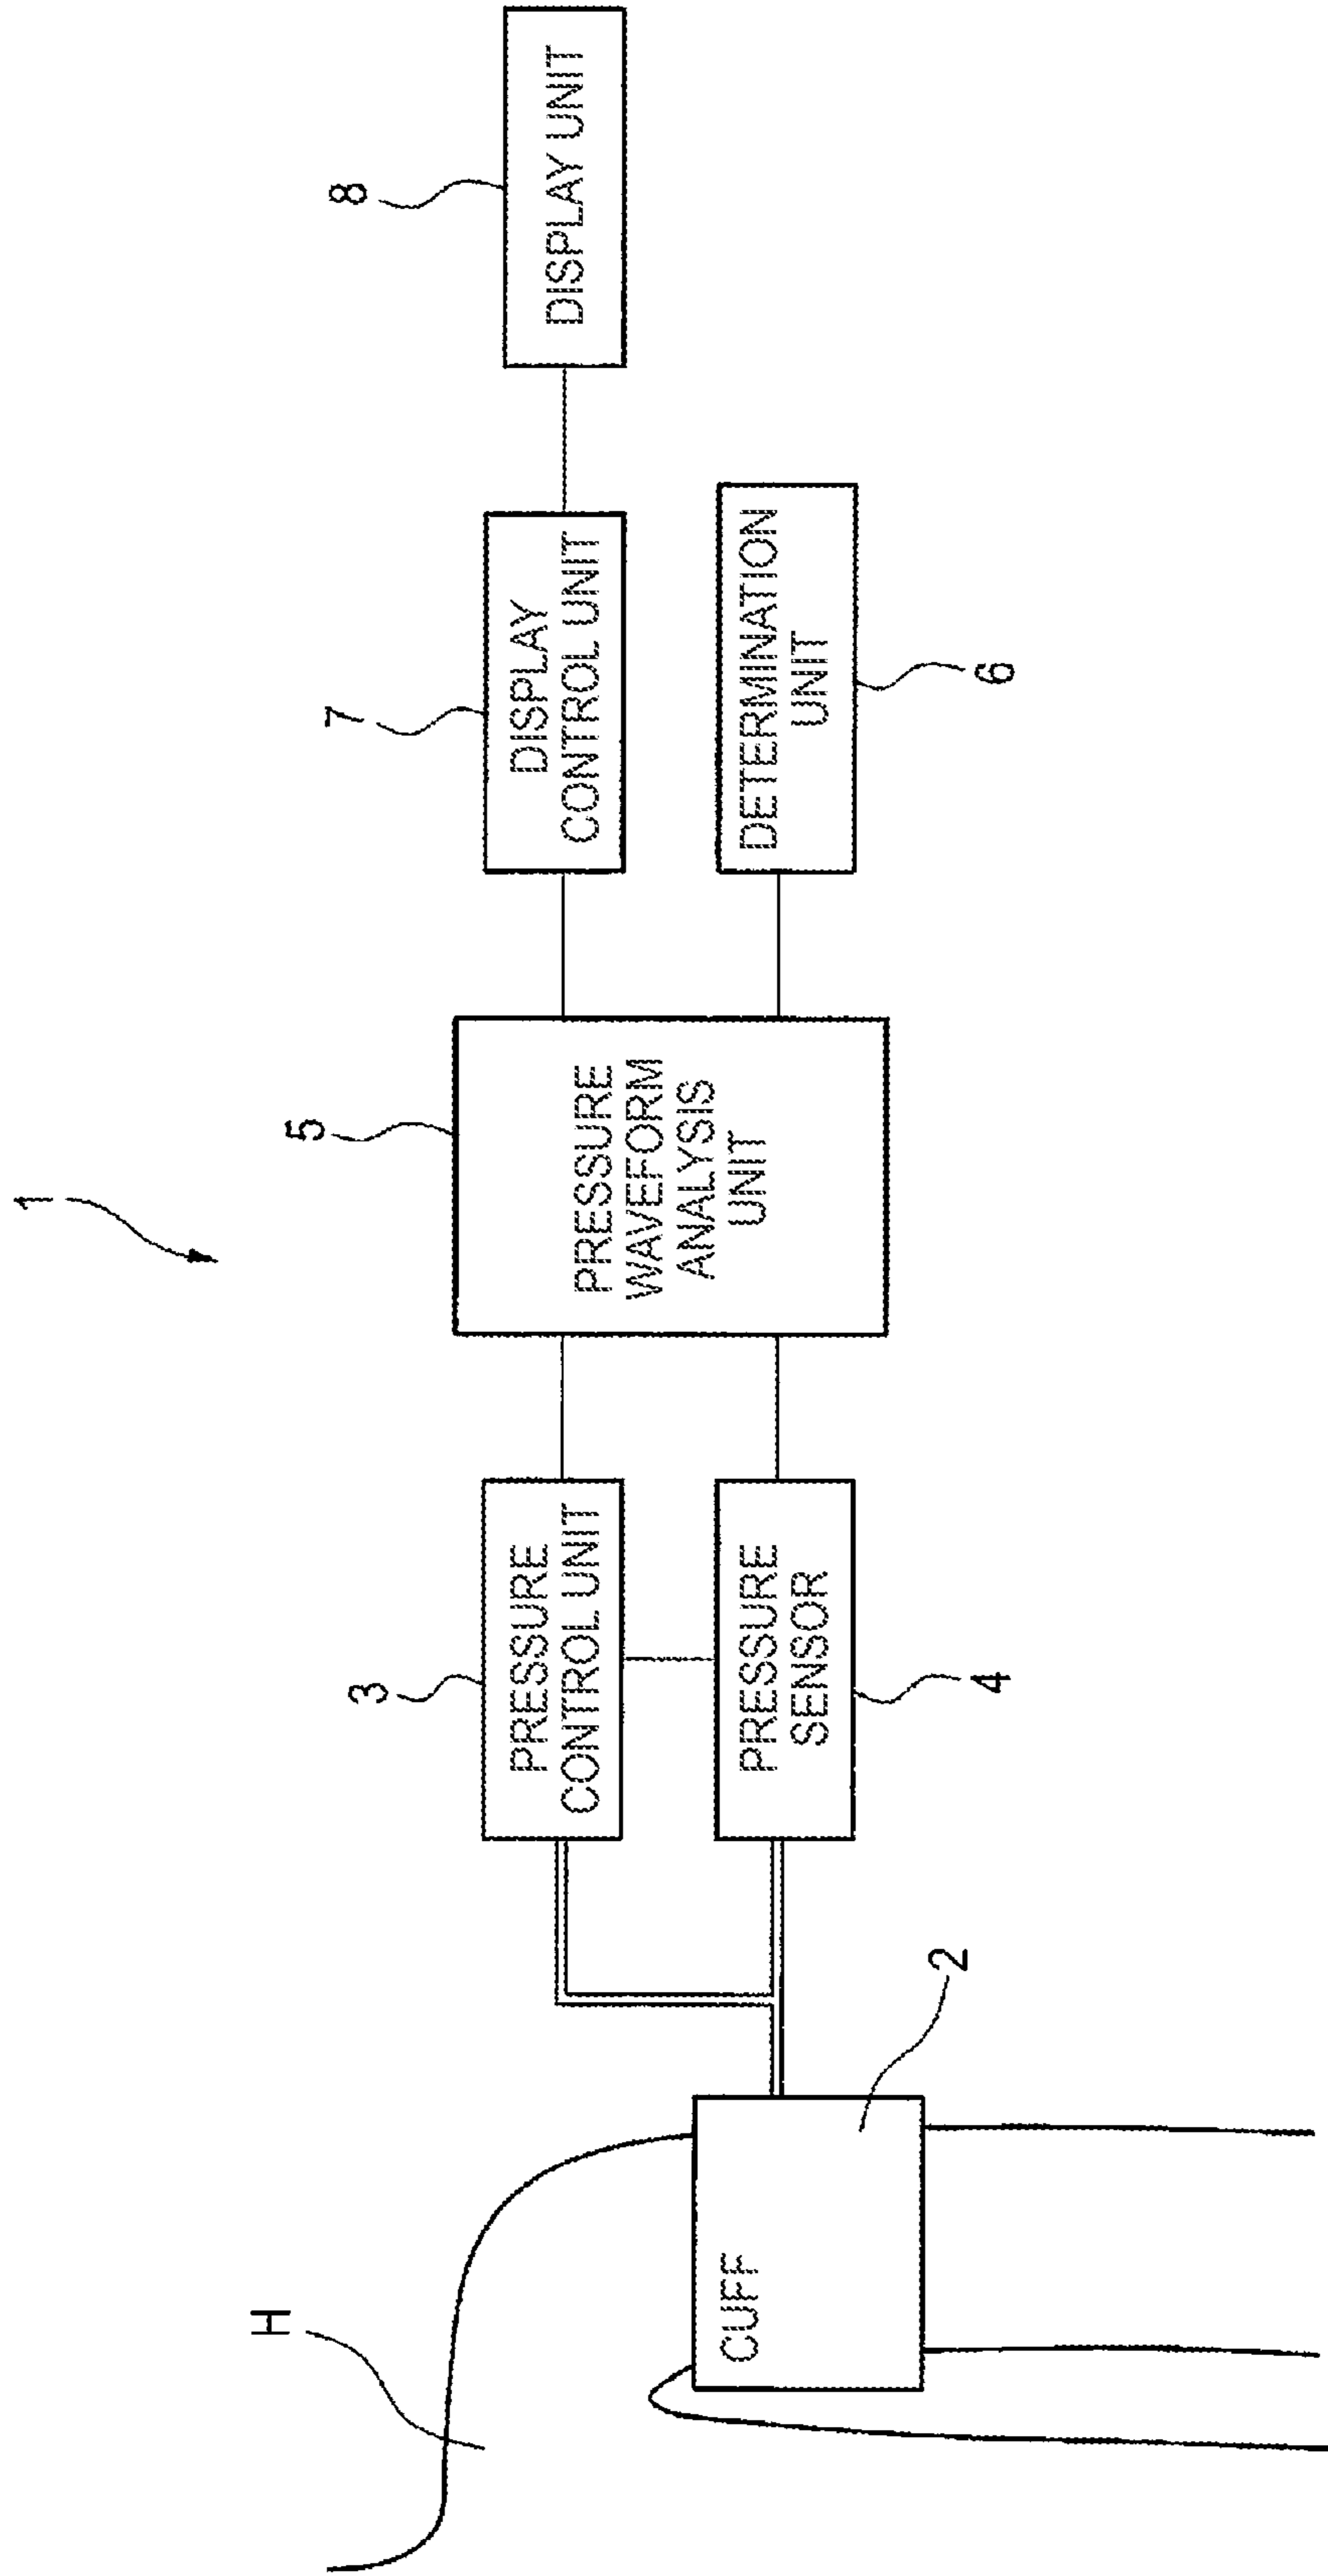 1
H
CUFF
2
3
PRESSURE
CONTROL UNIT
PRESSURE
SENSOR
4
5
PRESSURE
WAVEFORM
ANALYSIS
UNIT
7
DISPLAY
CONTROL UNIT
DETERMINATION
UNIT
6
8
DISPLAY UNIT